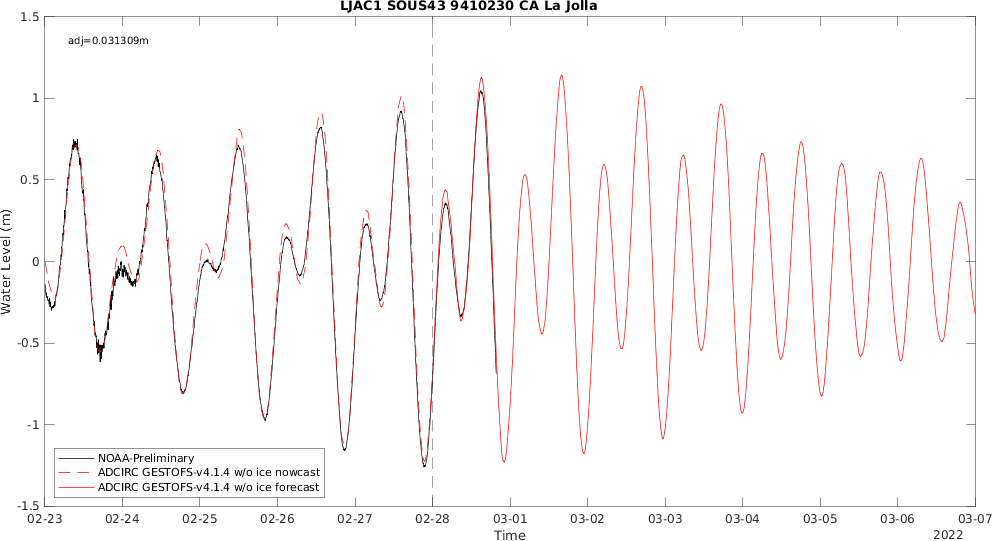 LJAC1 SOUS43 9410230 CA La Jolla
adj=0.031309m
1.5
1
0.5
0
-0.5
-1
-1.5
Water Level (m)
NOAA-Preliminary
ADCIRC GESTOFS-v4.1.4 w/o ice nowcast
ADCIRC GESTOFS-v4.1.4 w/o ice forecast
02-23 02-24 02-25 02-26 02-27 02-28 03-01 03-02 03-03 03-04 03-05 03-06 03-07
Time
2022